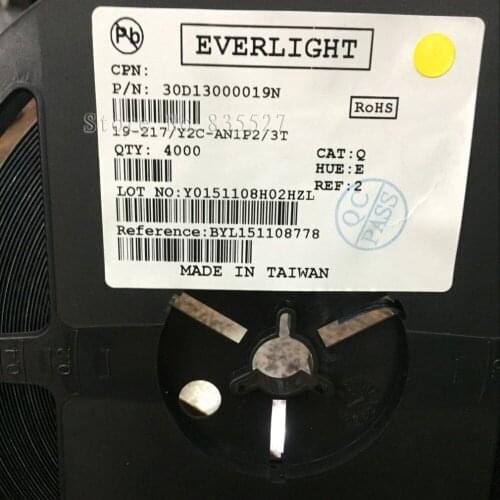 Pb
EVERLIGHT
CPN:
P/N: 30D13000019N
RoHS
19-217/Y2C-AN1P2/3T
QTY: 4000
CAT:Q
HUE:E
REF:2
LOT NO:Y0151108H02HZL
QC
PASS
Reference:BYL151108778
MADE IN TAIWAN